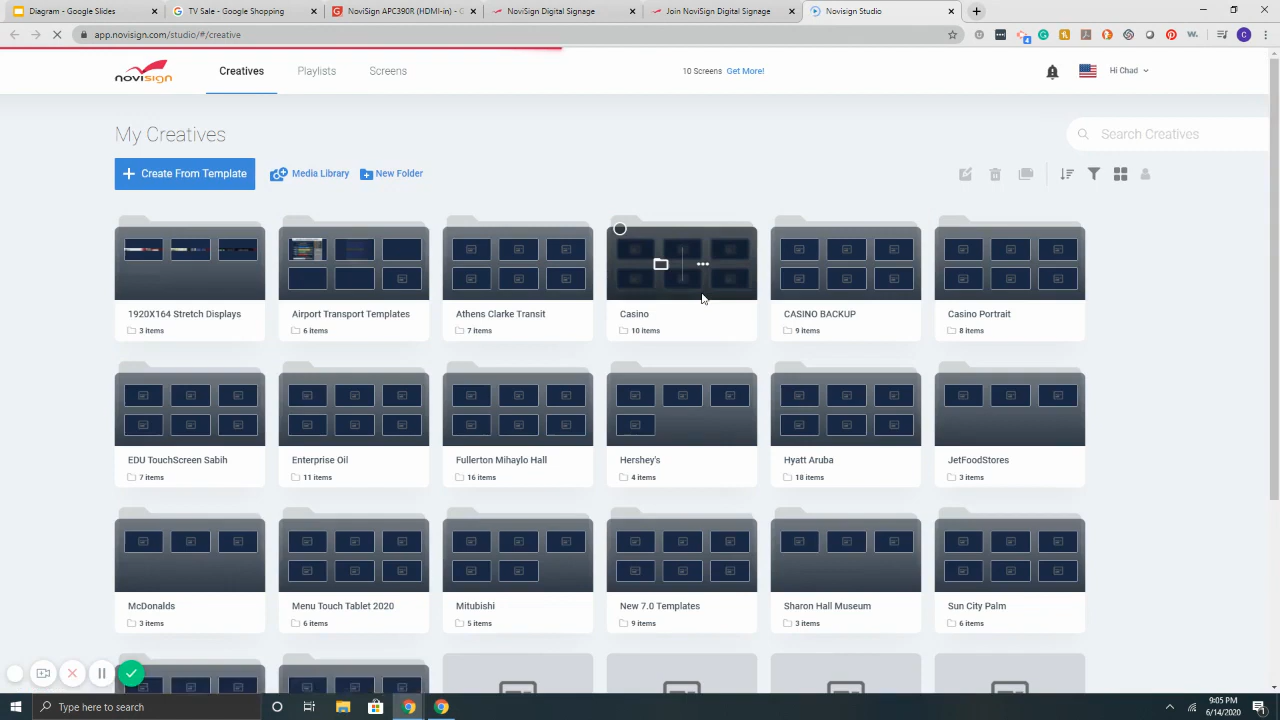 G Slides - Google
TV Sale - Google Shopping
NoviSign APC390R (HDMI-in) - Go
NoviSign Digital Signage
Join NoviSign Digital Signage
Novisign Studio
app.novisign.com/studio/#/creative
novisign
Creatives
Playlists
Screens
10 Screens Get More!
Hi Chad
My Creatives
Search Creatives
Create From Template
Media Library
New Folder
1920X164 Stretch Displays
Airport Transport Templates
Athens Clarke Transit
Casino
CASINO BACKUP
Casino Portrait
3 items
6 items
7 items
10 items
9 items
8 items
EDU TouchScreen Sabih
Enterprise Oil
Fullerton Mihaylo Hall
Hershey's
Hyatt Aruba
JetFoodStores
7 items
11 items
16 items
4 items
18 items
3 items
McDonalds
Menu Touch Tablet 2020
Mitubishi
New 7.0 Templates
Sharon Hall Museum
Sun City Palm
3 items
6 items
5 items
9 items
3 items
6 items
Type here to search
9:05 PM
6/14/2020